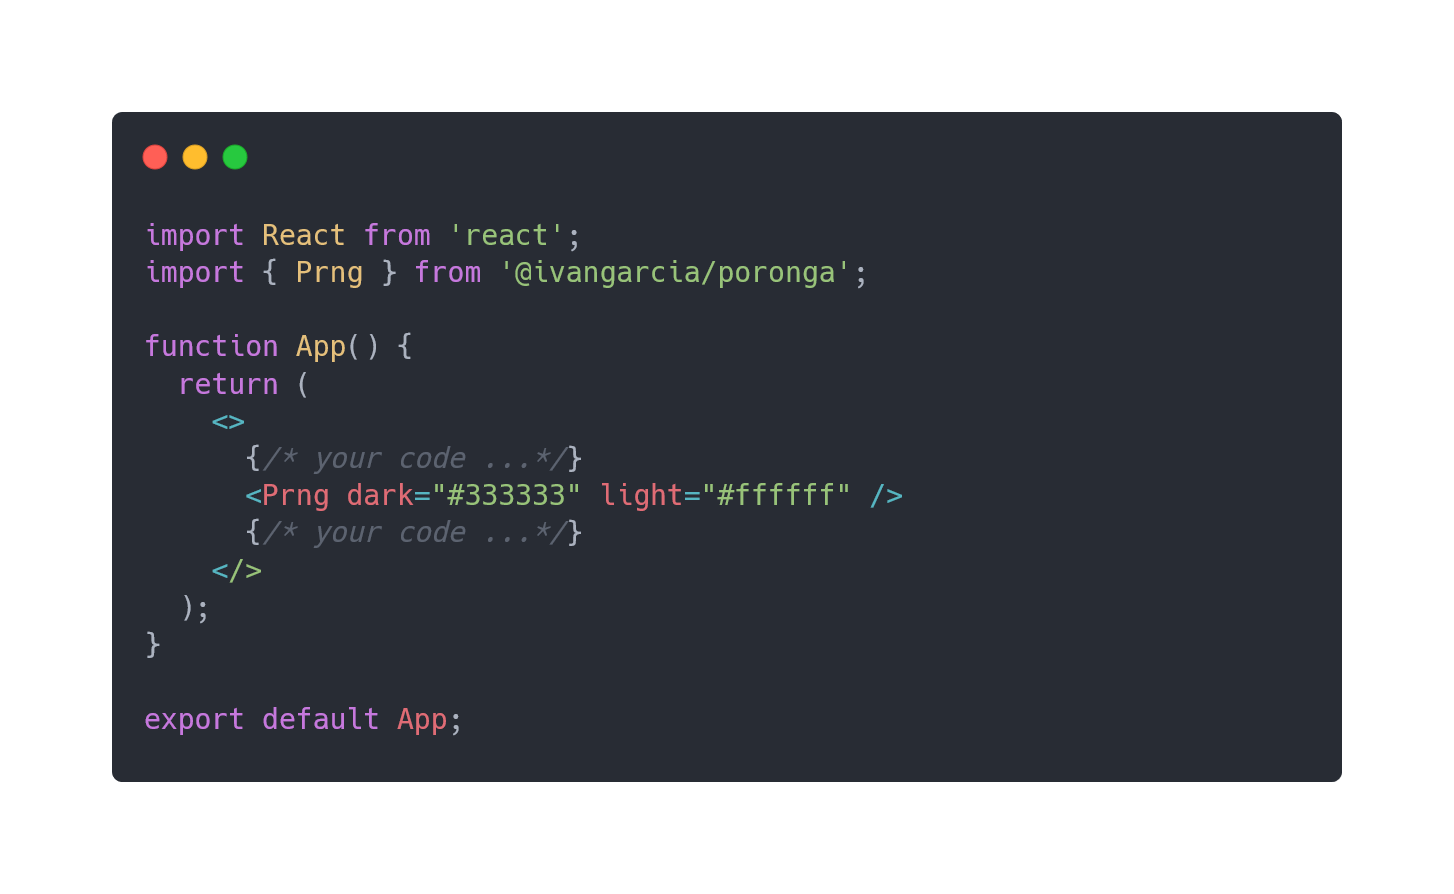 import React from 'react';
import { Prng } from '@ivangarcia/poronga';

function App() {
  return (
    <>
      {/* your code ...*/}
      <Prng dark="#333333" light="#ffffff" />
      {/* your code ...*/}
    </>
  );
}

export default App;